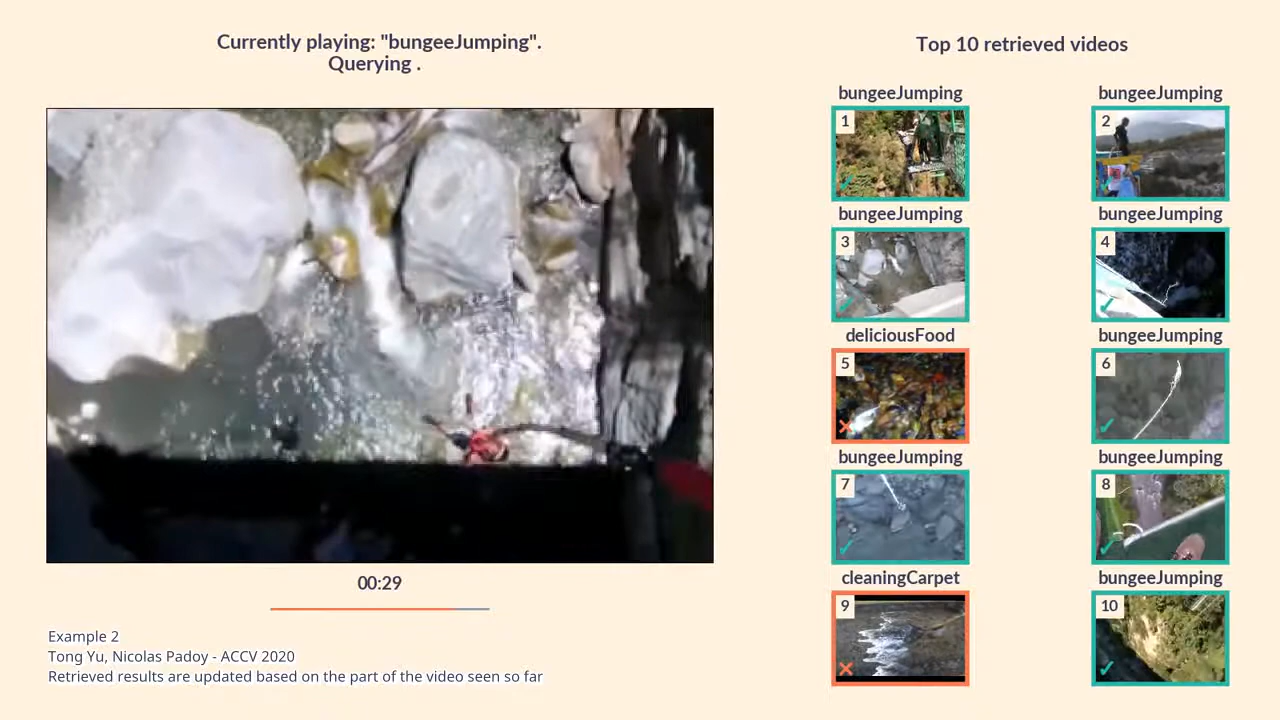 Currently playing: "bungeeJumping".
Querying .
Top 10 retrieved videos
bungeeJumping
1
bungeeJumping
2
bungeeJumping
3
bungeeJumping
4
deliciousFood
5
bungeeJumping
6
bungeeJumping
7
bungeeJumping
8
cleaningCarpet
9
bungeeJumping
10
00:29
Example 2
Tong Yu, Nicolas Padoy - ACCV 2020
Retrieved results are updated based on the part of the video seen so far